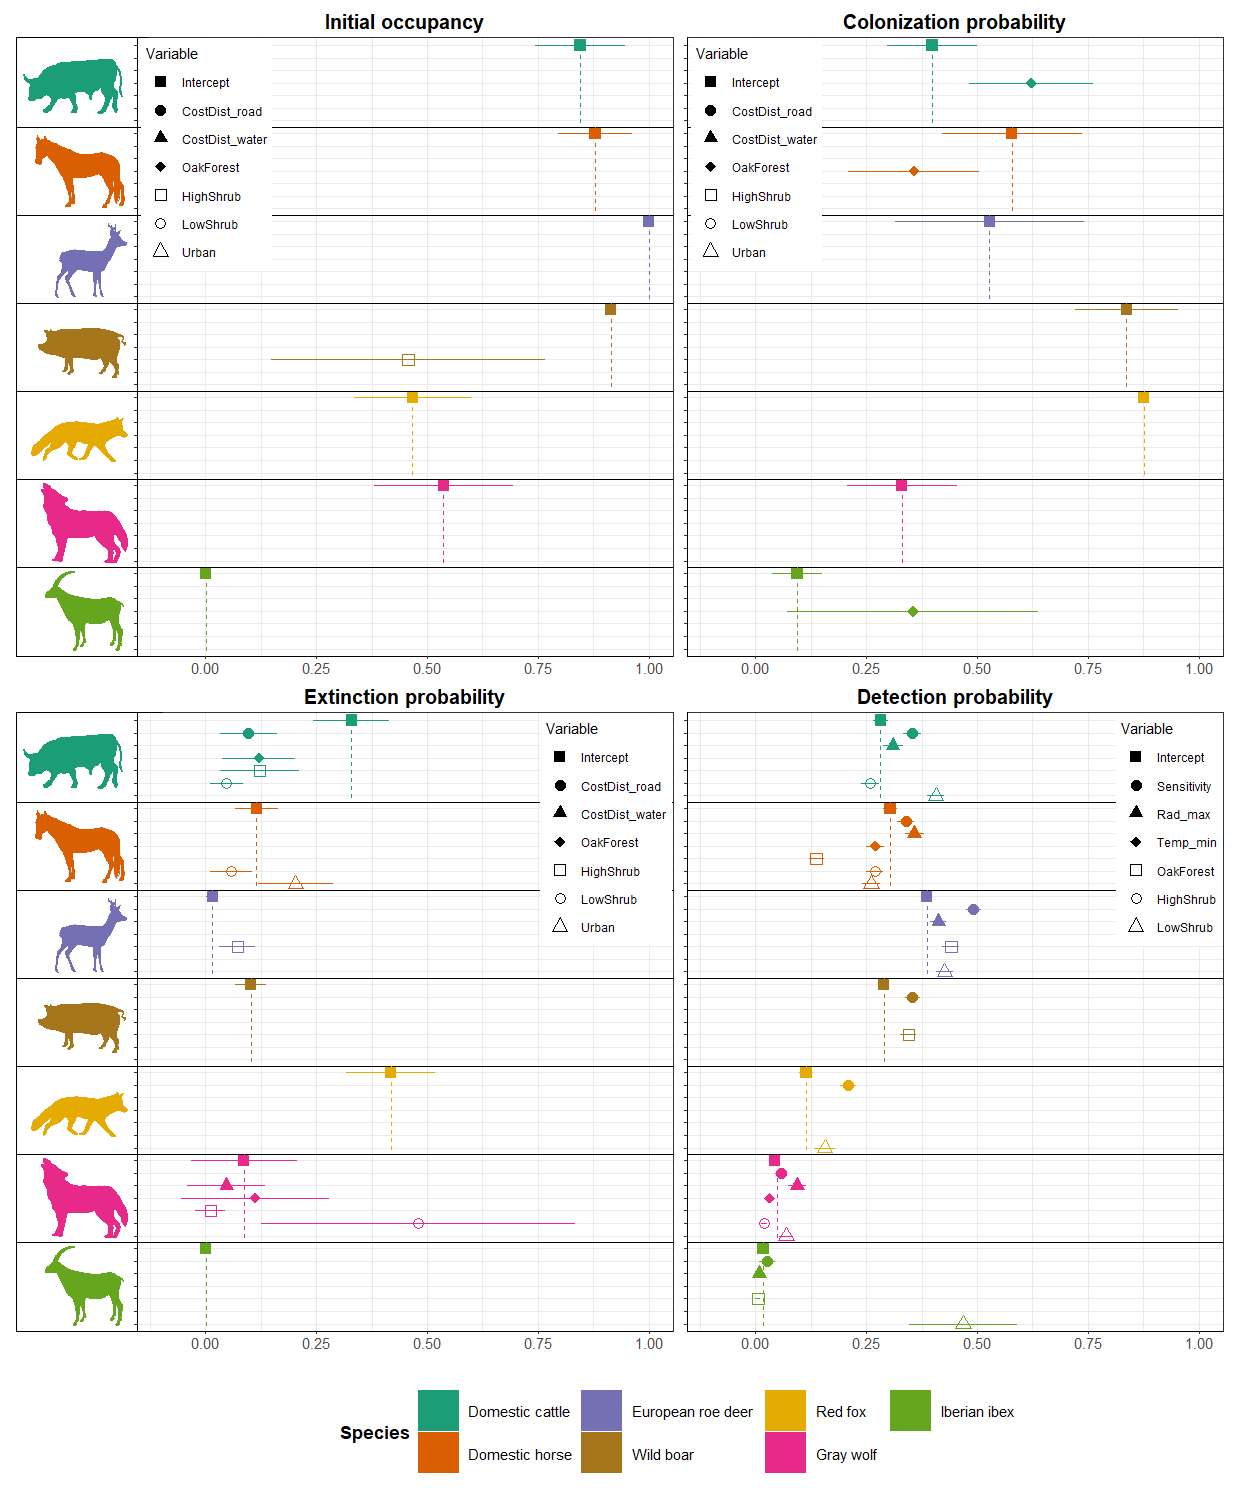 Initial occupancy
Variable
Intercept
CostDist_road
CostDist_water
OakForest
HighShrub
LowShrub
Urban
0.00 0.25 0.50 0.75 1.00
Colonization probability
Variable
Intercept
CostDist_road
CostDist_water
OakForest
HighShrub
LowShrub
Urban
0.00 0.25 0.50 0.75 1.00
Extinction probability
Variable
Intercept
CostDist_road
CostDist_water
OakForest
HighShrub
LowShrub
Urban
0.00 0.25 0.50 0.75 1.00
Detection probability
Variable
Intercept
Sensitivity
Rad_max
Temp_min
OakForest
HighShrub
LowShrub
0.00 0.25 0.50 0.75 1.00
Species
Domestic cattle European roe deer Red fox Iberian ibex
Domestic horse Wild boar Gray wolf